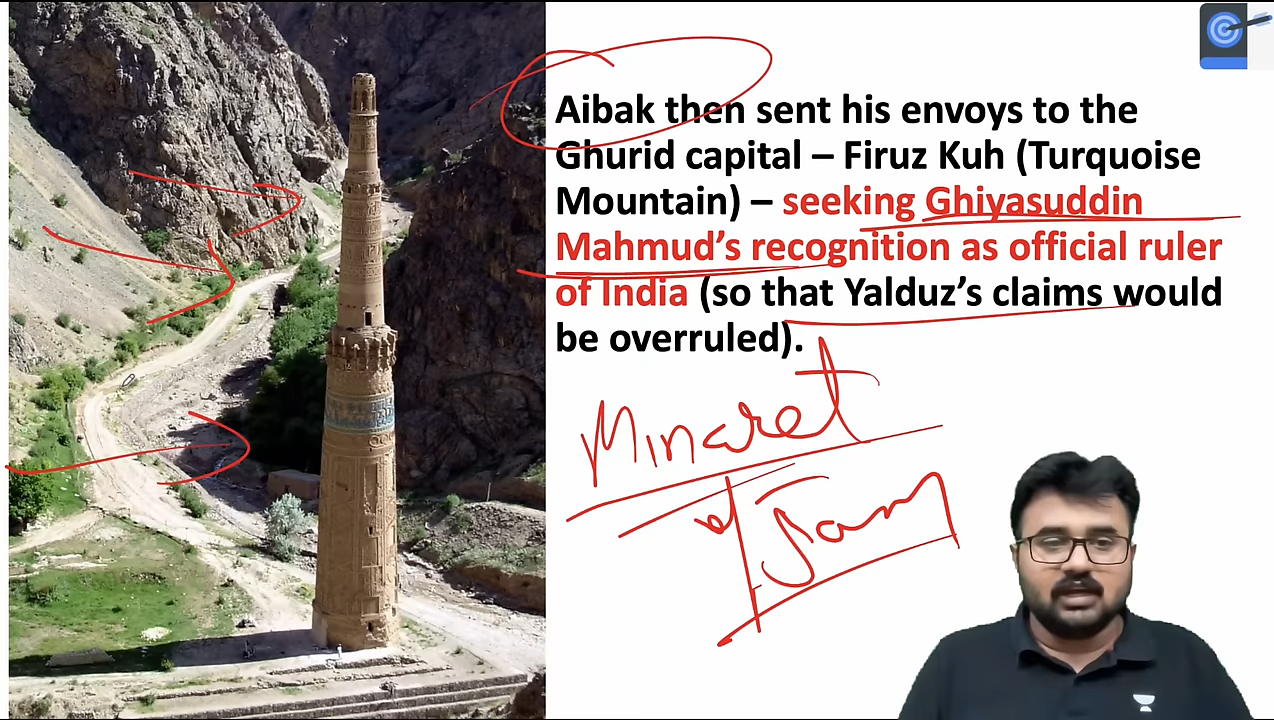 Aibak then sent his envoys to the
Ghurid capital – Firuz Kuh (Turquoise
Mountain) – seeking Ghiyasuddin
Mahmud’s recognition as official ruler
of India (so that Yalduz’s claims would
be overruled).
Minaret
of Jam